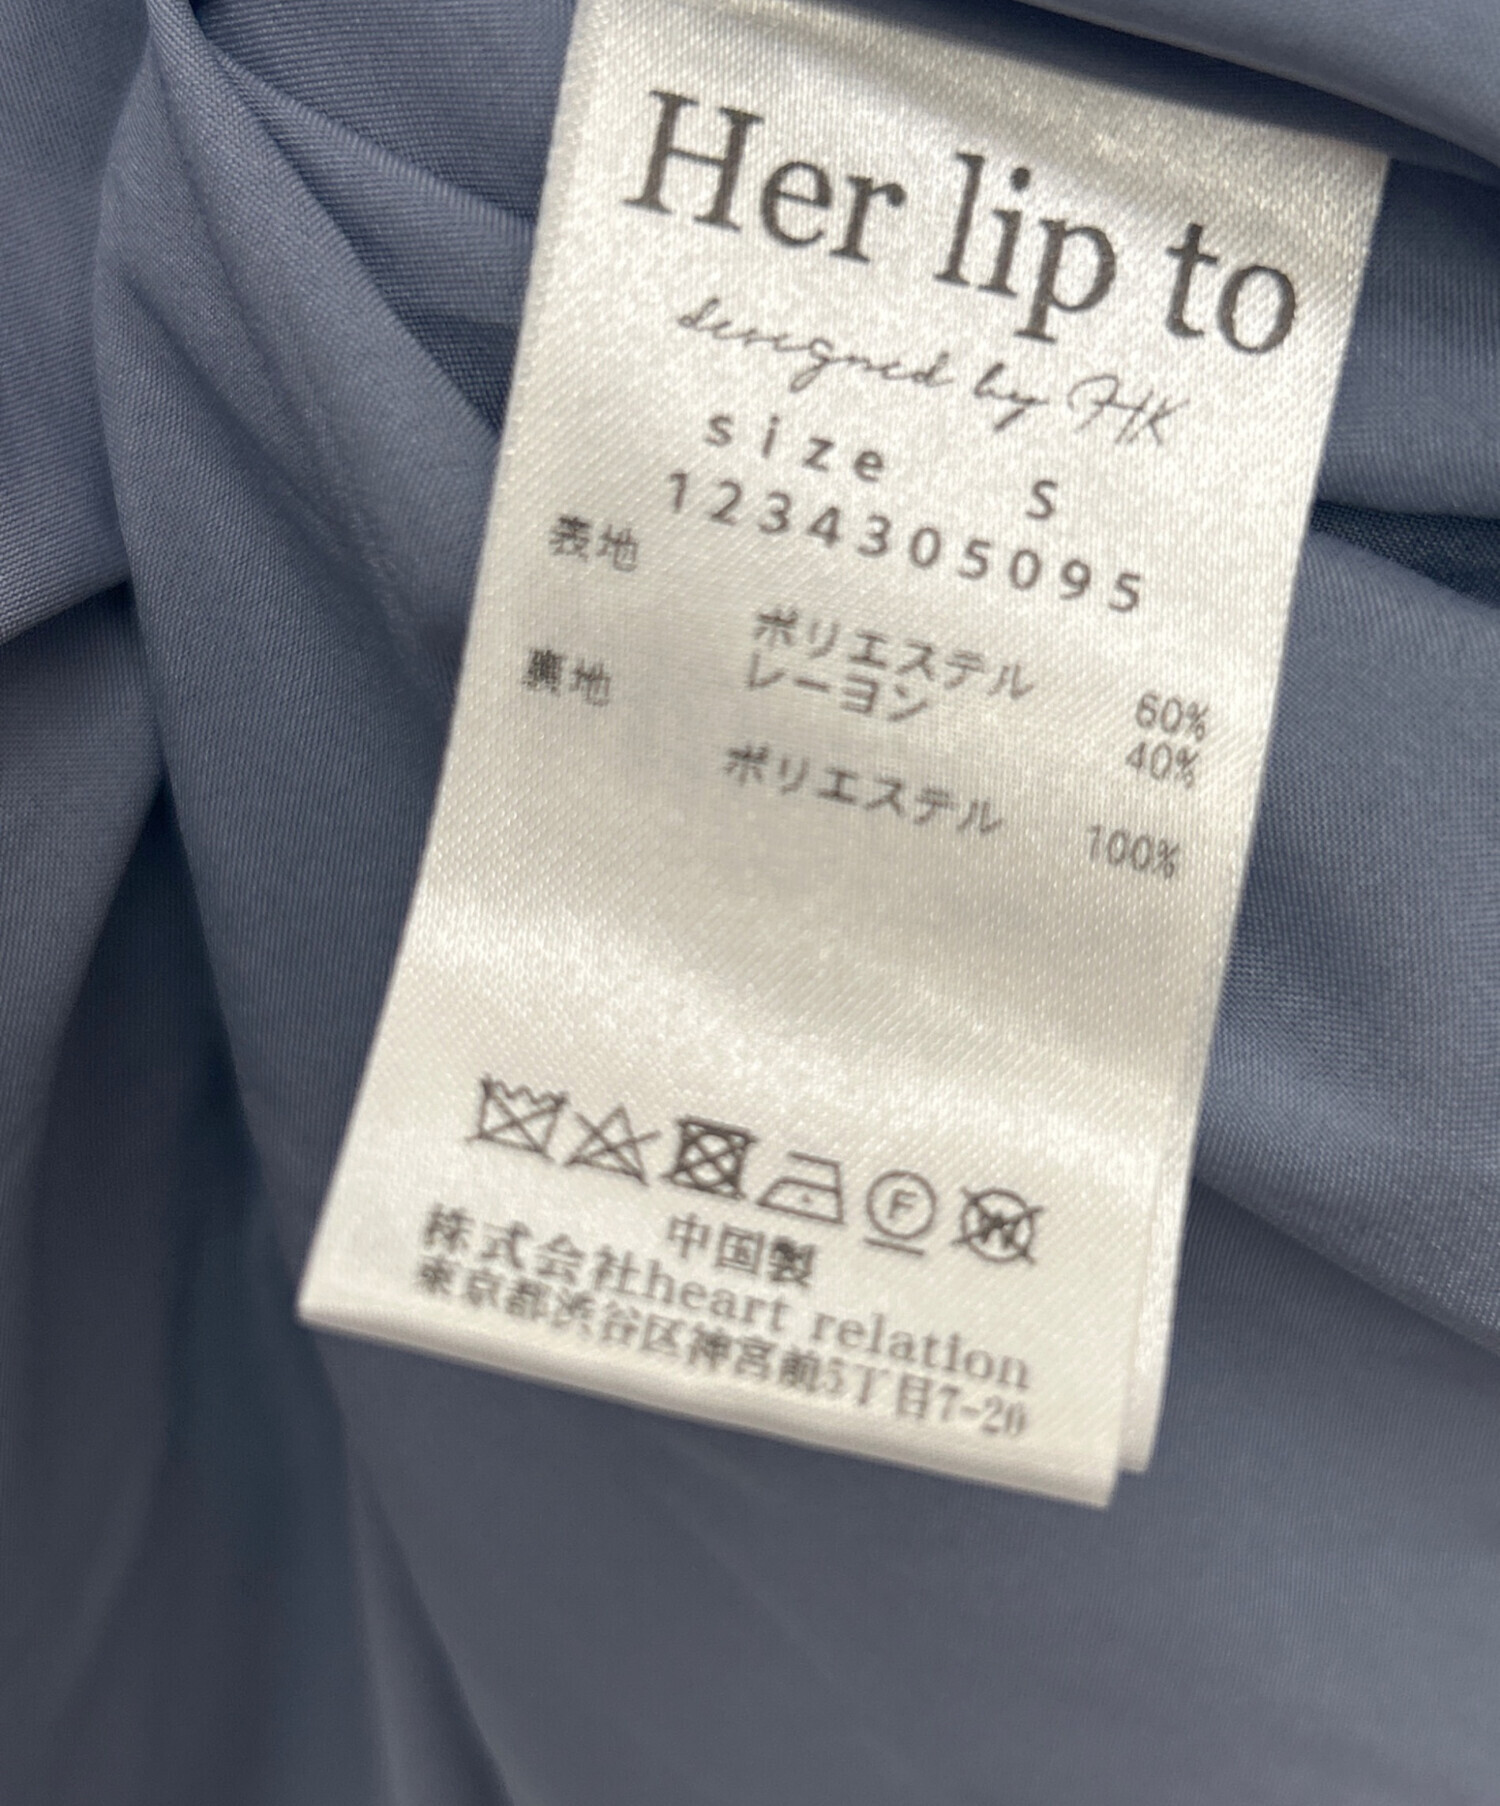 Her lip to
designed by HK
size S
1234305095
表地
ポリエステル 60%
レーヨン 40%
裏地
ポリエステル 100%
F
W
中国製
株式会社heart relation
東京都渋谷区神宮前5丁目7-20